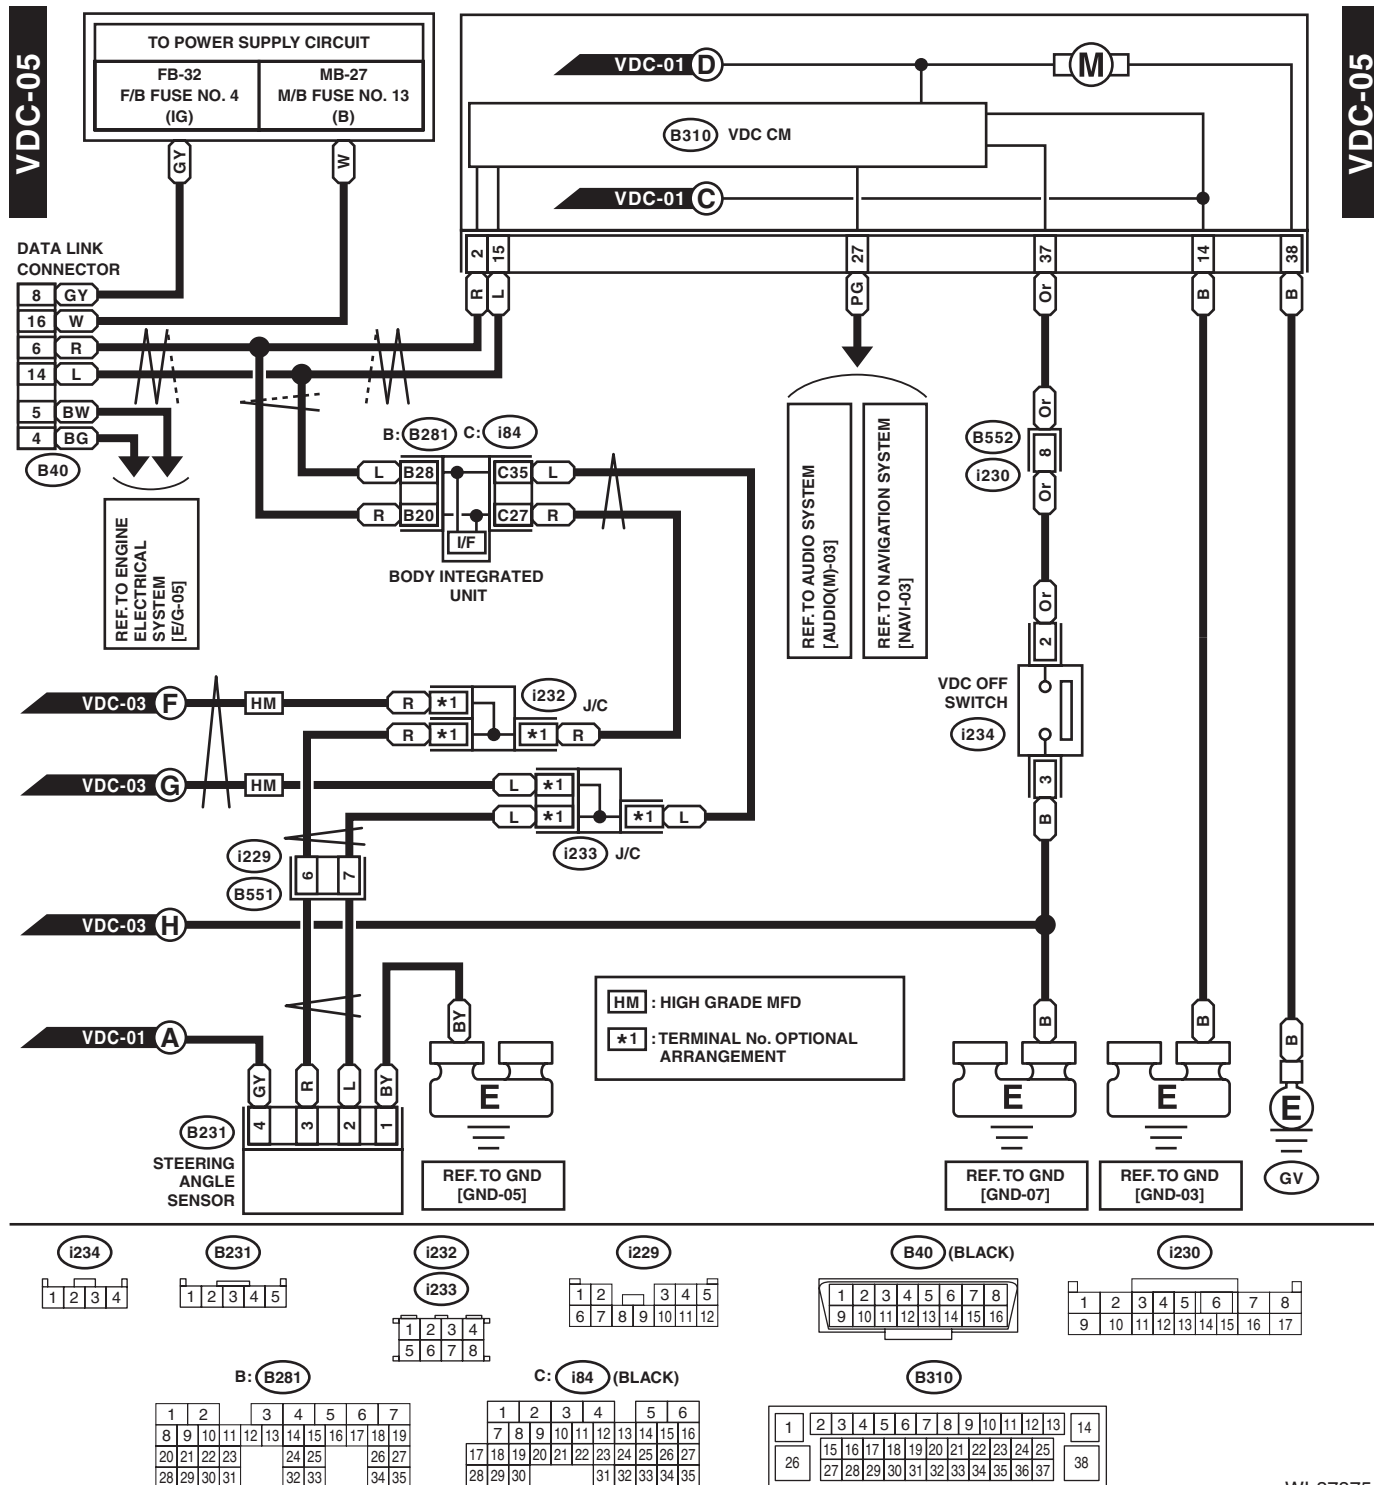 VDC-05
VDC-05
TO POWER SUPPLY CIRCUIT
FB-32
F/B FUSE NO. 4
(IG)
MB-27
M/B FUSE NO. 13
(B)
GY
W
VDC-01 D
M
B310 VDC CM
VDC-01 C
2 15 27 37 14 38
R L PG Or B B
DATA LINK
CONNECTOR
8 GY
16 W
6 R
14 L
5 BW
4 BG
B40
REF. TO ENGINE
ELECTRICAL
SYSTEM
[E/G-05]
B: B281 C: i84
L B28 C35 L
R B20 C27 R
I/F
BODY INTEGRATED
UNIT
REF. TO AUDIO SYSTEM
[AUDIO(M)-03]
REF. TO NAVIGATION SYSTEM
[NAVI-03]
Or
B552
8
i230
Or
Or
2
VDC OFF
SWITCH
i234
3
B
VDC-03 F HM R *1 i232 J/C
R *1 *1 R
VDC-03 G HM L *1
L *1 *1 L
i233 J/C
i229
6 7
B551
VDC-03 H
HM : HIGH GRADE MFD
*1 : TERMINAL No. OPTIONAL
ARRANGEMENT
VDC-01 A
BY
B B B
GY R L BY
4 3 2 1
B231
STEERING
ANGLE
SENSOR
E E E E
REF. TO GND
[GND-05]
REF. TO GND
[GND-07]
REF. TO GND
[GND-03]
GV
i234
1 2 3 4
B231
1 2 3 4 5
i232
i233
1 2 3 4
5 6 7 8
i229
1 2 3 4 5
6 7 8 9 10 11 12
B40 (BLACK)
1 2 3 4 5 6 7 8
9 10 11 12 13 14 15 16
i230
1 2 3 4 5 6 7 8
9 10 11 12 13 14 15 16 17
B: B281
1 2 3 4 5 6 7
8 9 10 11 12 13 14 15 16 17 18 19
20 21 22 23 24 25 26 27
28 29 30 31 32 33 34 35
C: i84 (BLACK)
1 2 3 4 5 6
7 8 9 10 11 12 13 14 15 16
17 18 19 20 21 22 23 24 25 26 27
28 29 30 31 32 33 34 35
B310
1 2 3 4 5 6 7 8 9 10 11 12 13 14
15 16 17 18 19 20 21 22 23 24 25
26 27 28 29 30 31 32 33 34 35 36 37 38